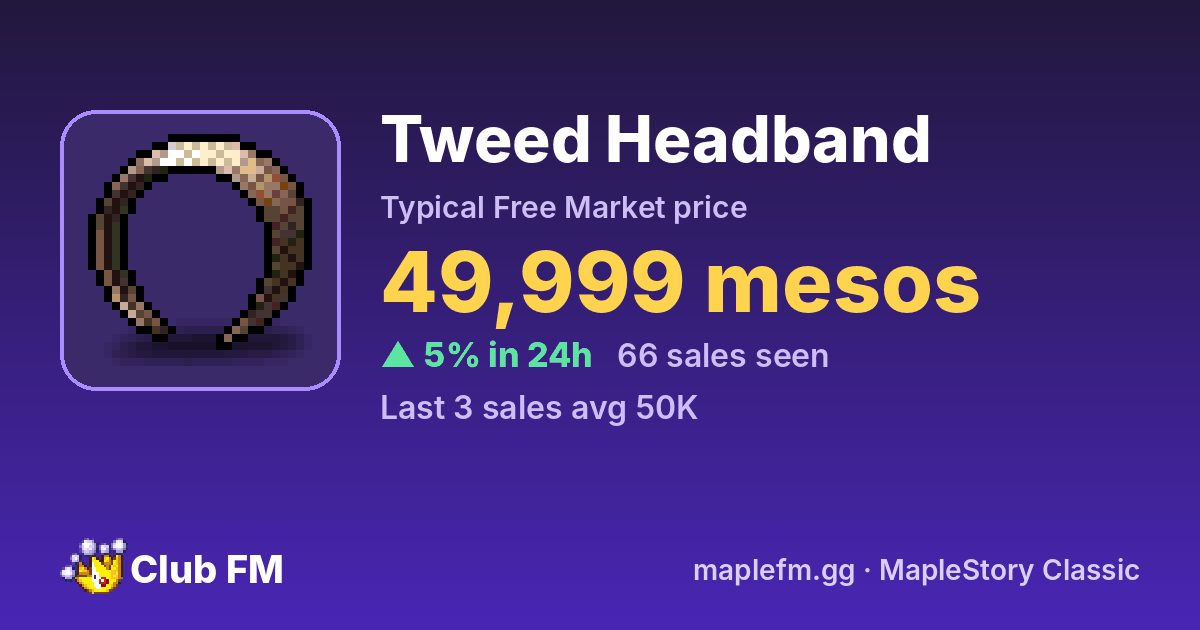 Tweed Headband
Typical Free Market price
49,999 mesos
▲ 5% in 24h 66 sales seen
Last 3 sales avg 50K
Club FM
maplefm.gg · MapleStory Classic